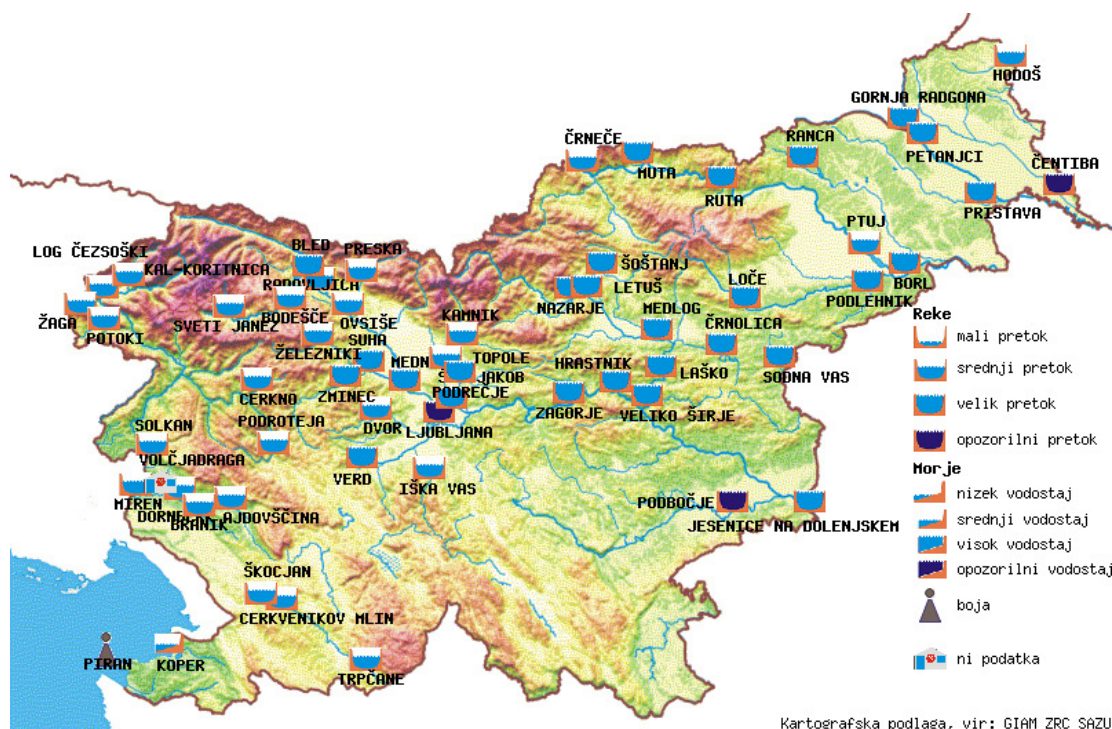 HODOŠ
GORNJA RADGONA
ČRNEČE
RANCA
MUTA
PETANJCI
ČENTIBA
RUTA
PRISTAVA
PTUJ
LOG ČEZSOŠKI
BLED
PRESKA
KAL-KORITNICA
ŠOŠTANJ
RADOVLJICA
LETUŠ
LOČE
BORL
PODLEHNIK
NAZARJE
BODEŠČE
OVSIŠE
MEDLOG
ŽAGA
SVETI JANEZ
KAMNIK
POTOKI
SUHA
ČRNOLICA
ŽELEZNIKI
MEDN
TOPOLE
HRASTNIK
LAŠKO
SODNA VAS
JAKOB
CERKNO
ZMINEC
PODREČJE
ZAGORJE
VELIKO ŠIRJE
SOLKAN
PODROTEJA
DVOR
LJUBLJANA
VOLČJADRAGA
VERD
IŠKA VAS
PODBOČJE
MIREN
DORNB
BRANIK
AJDOVŠČINA
JESENICE NA DOLENJSKEM
ŠKOCJAN
CERKVENIKOV MLIN
PIRAN
KOPER
TRPČANE
Reke
mali pretok
srednji pretok
velik pretok
opozorilni pretok
Morje
nizek vodostaj
srednji vodostaj
visok vodostaj
opozorilni vodostaj
boja
ni podatka
Kartografska podlaga, vir: GIAM ZRC SAZU